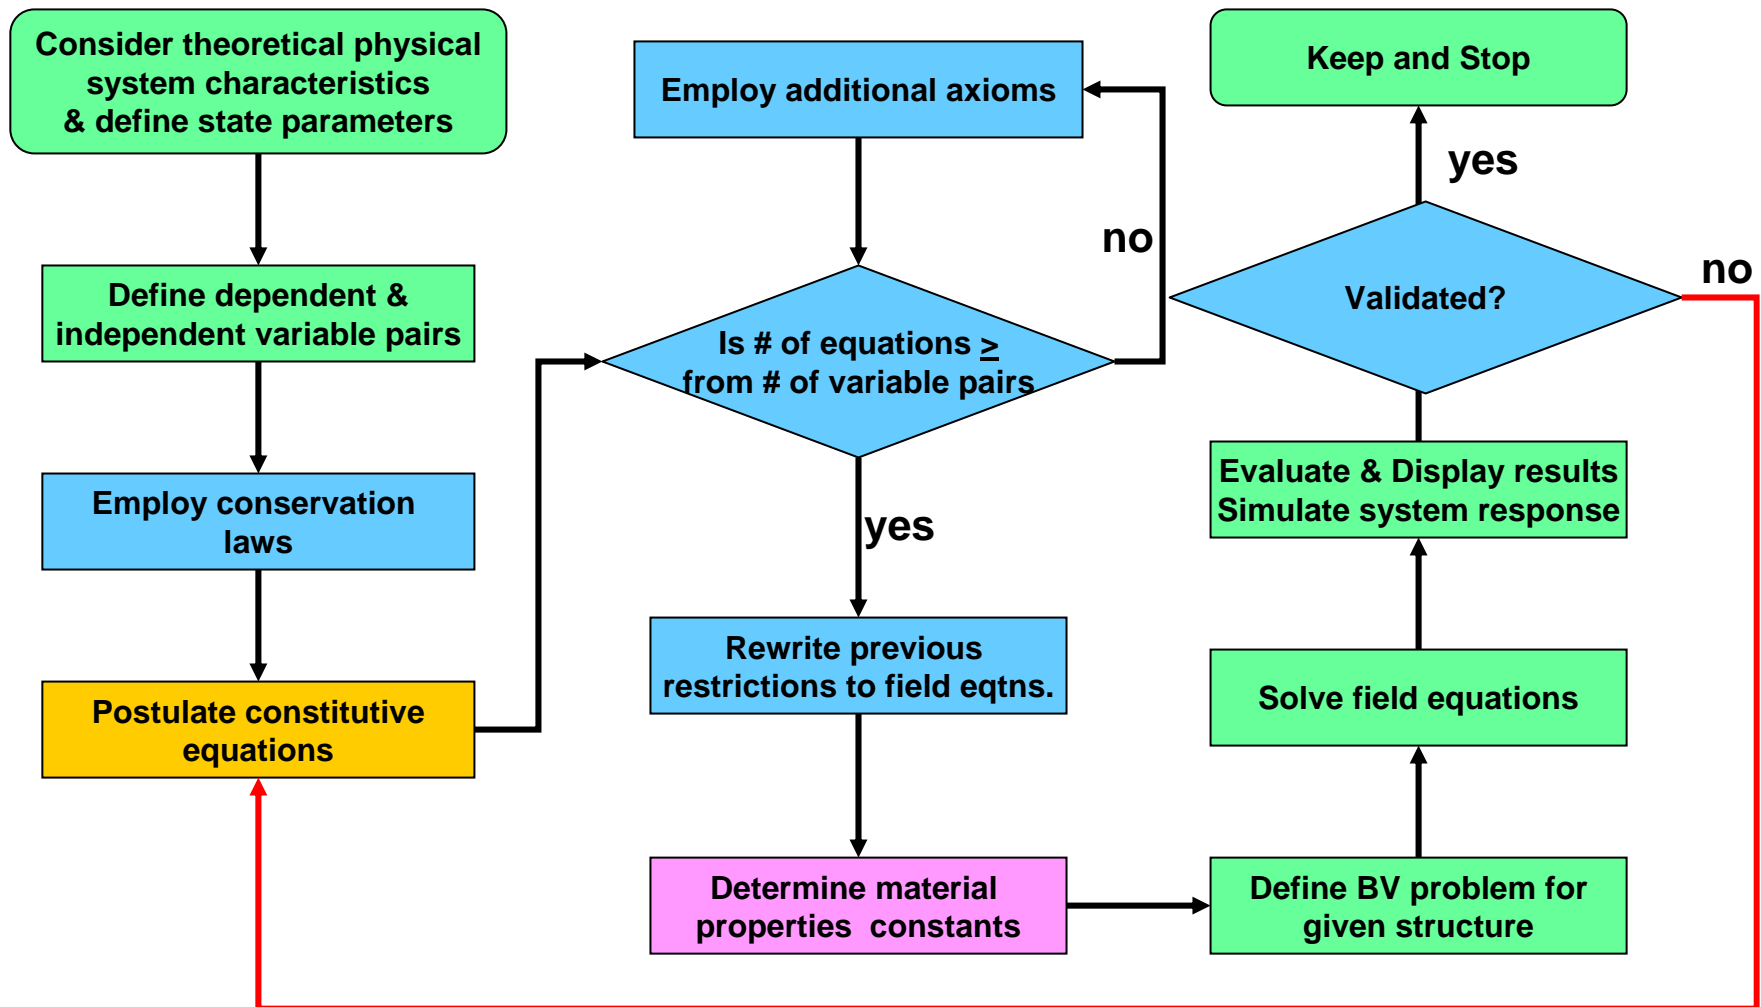 Consider theoretical physical
system characteristics
& define state parameters
Define dependent &
independent variable pairs
Employ conservation
laws
Postulate constitutive
equations
Employ additional axioms
no
Is # of equations ≥
from # of variable pairs
yes
Rewrite previous
restrictions to field eqtns.
Determine material
properties  constants
Define BV problem for
given structure
Solve field equations
Evaluate & Display results
Simulate system response
Validated?
no
yes
Keep and Stop